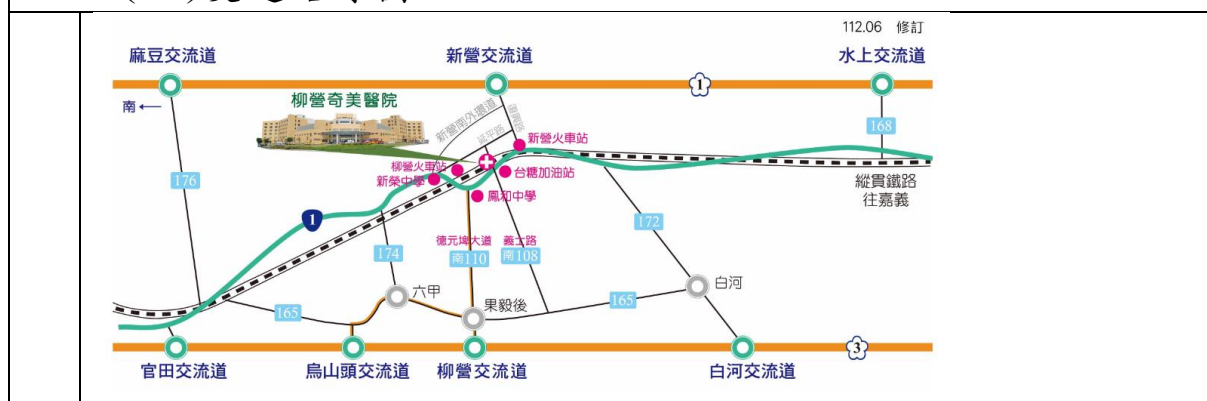 112.06 修訂
麻豆交流道
新營交流道
水上交流道
1
南←
柳營奇美醫院
新營南外環道
延平路
168
新營火車站
柳營火車站
新榮中學
台糖加油站
176
鳳和中學
縱貫鐵路
往嘉義
1
172
德元埤大道
義士路
174
南110
南108
六甲
白河
165
果毅後
165
3
官田交流道
烏山頭交流道
柳營交流道
白河交流道